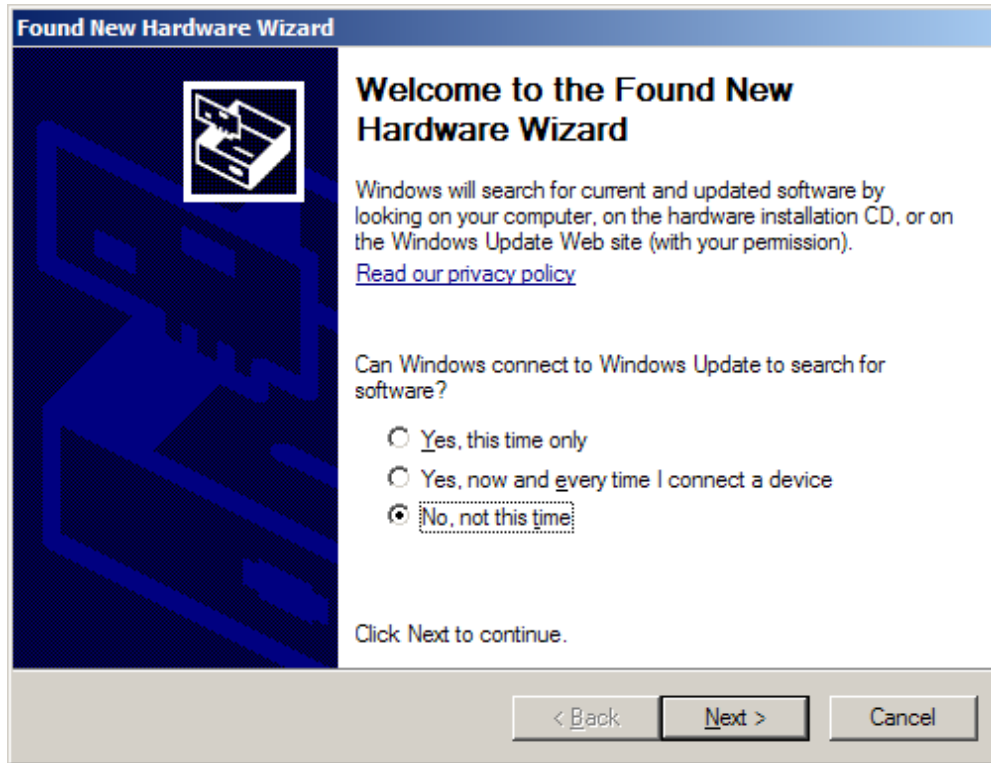 Found New Hardware Wizard
Welcome to the Found New
Hardware Wizard
Windows will search for current and updated software by
looking on your computer, on the hardware installation CD, or on
the Windows Update Web site (with your permission).
Read our privacy policy
Can Windows connect to Windows Update to search for
software?
Yes, this time only
Yes, now and every time I connect a device
No, not this time
Click Next to continue.
< Back
Next >
Cancel